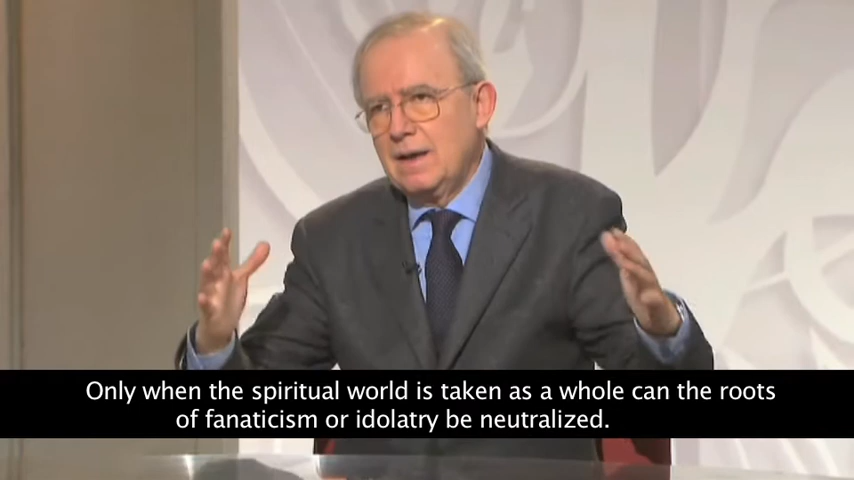 Only when the spiritual world is taken as a whole can the roots
of fanaticism or idolatry be neutralized.